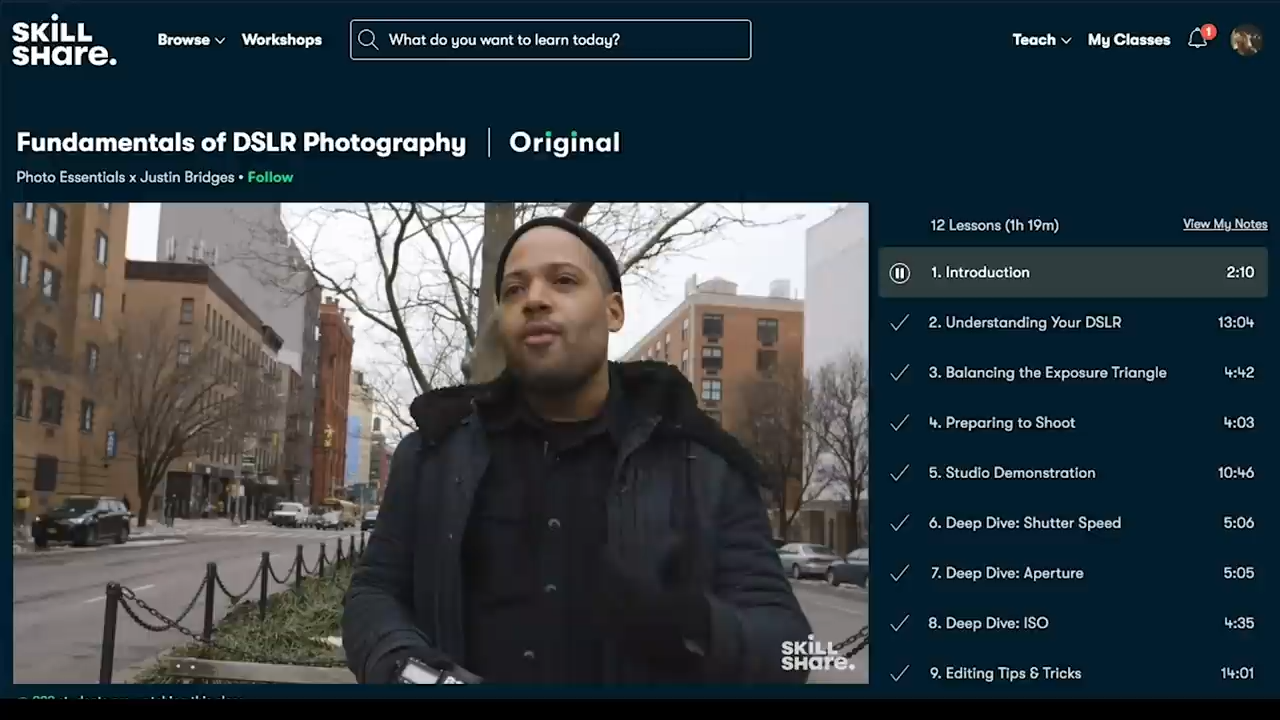 SKiLL
SHare.
Browse
Workshops
What do you want to learn today?
Teach
My Classes
1
Fundamentals of DSLR Photography | Original
Photo Essentials x Justin Bridges • Follow
12 Lessons (1h 19m)
View My Notes
1. Introduction 2:10
2. Understanding Your DSLR 13:04
3. Balancing the Exposure Triangle 4:42
4. Preparing to Shoot 4:03
5. Studio Demonstration 10:46
6. Deep Dive: Shutter Speed 5:06
7. Deep Dive: Aperture 5:05
8. Deep Dive: ISO 4:35
9. Editing Tips & Tricks 14:01
SKiLL
SHare.